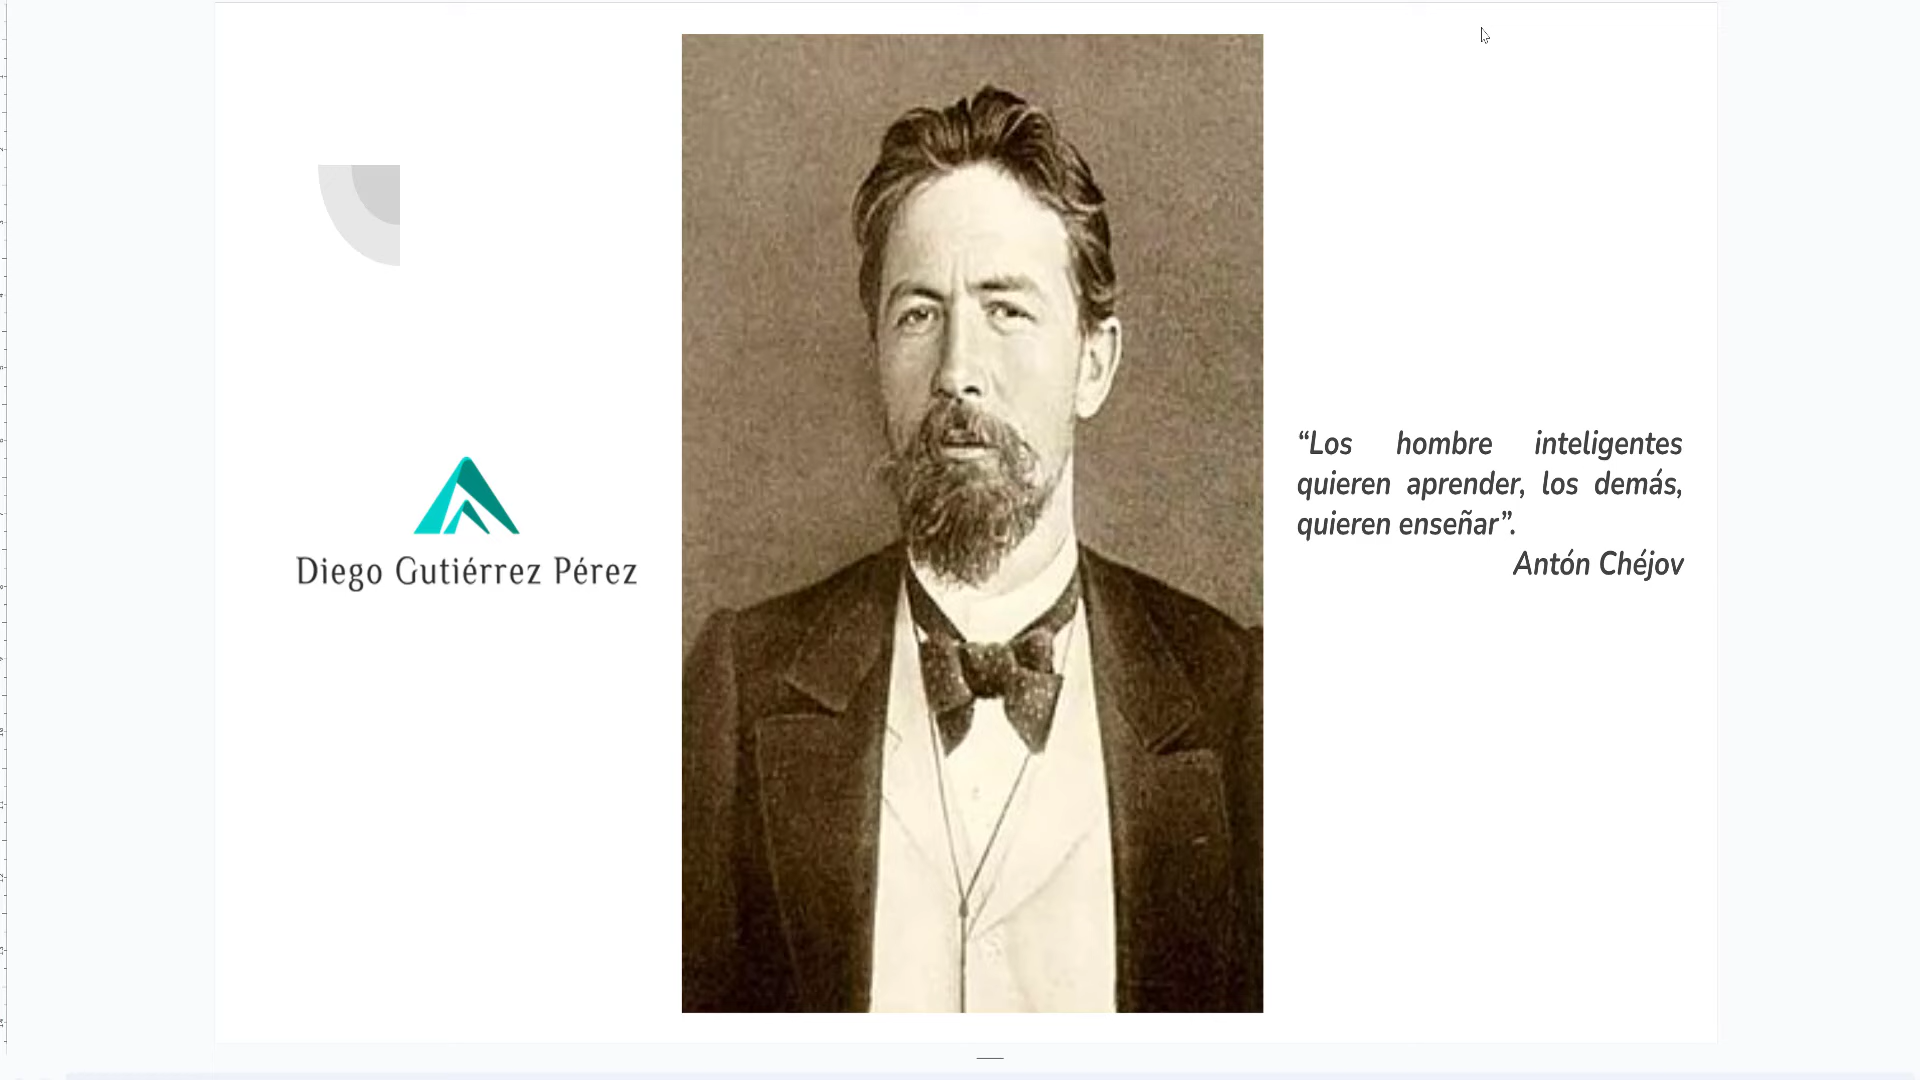 Diego Gutiérrez Pérez
“Los hombre inteligentes
quieren aprender, los demás,
quieren enseñar”.
Antón Chéjov